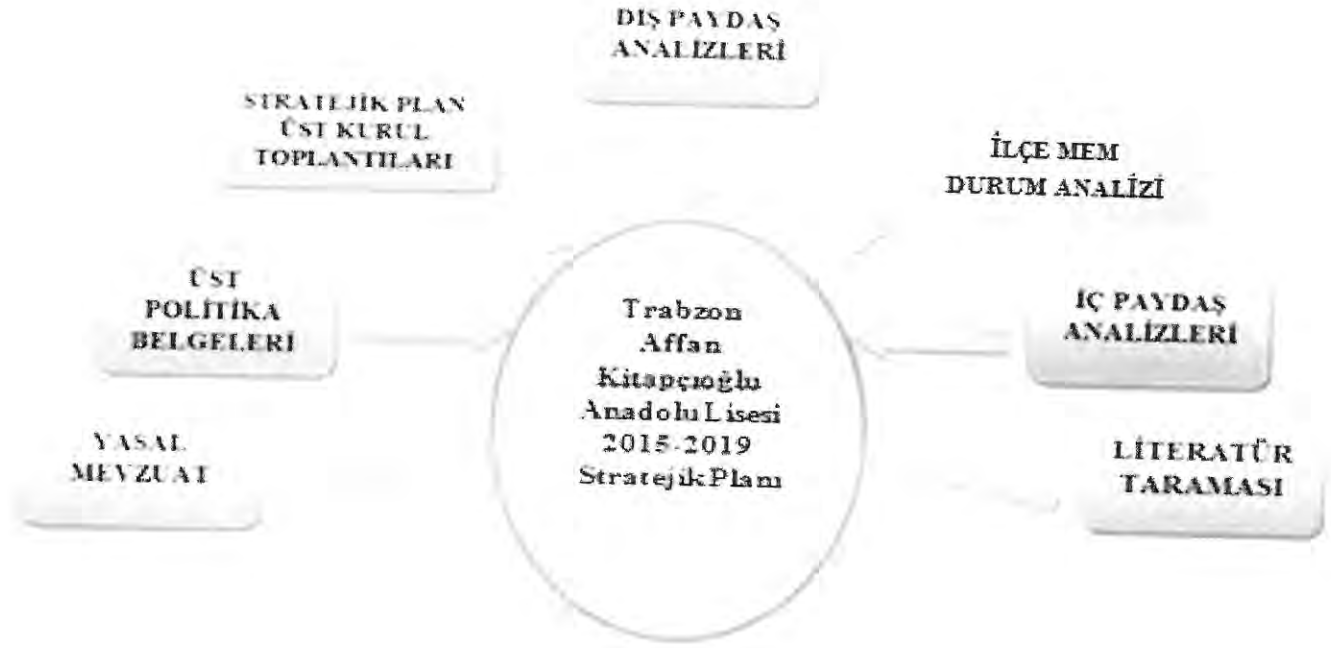 DIŞ PAYDAŞ
ANALİZLERİ
STRATEJİK PLAN
ÜST KURUL
TOPLANTILARI
İLÇE MEM
DURUM ANALİZİ
ÜST
POLİTİKA
BELGELERİ
Trabzon
Affan
Kitapçıoğlu
Anadolu Lisesi
2015-2019
Stratejik Planı
İÇ PAYDAŞ
ANALİZLERİ
YASAL
MEVZUAT
LİTERATÜR
TARAMASI